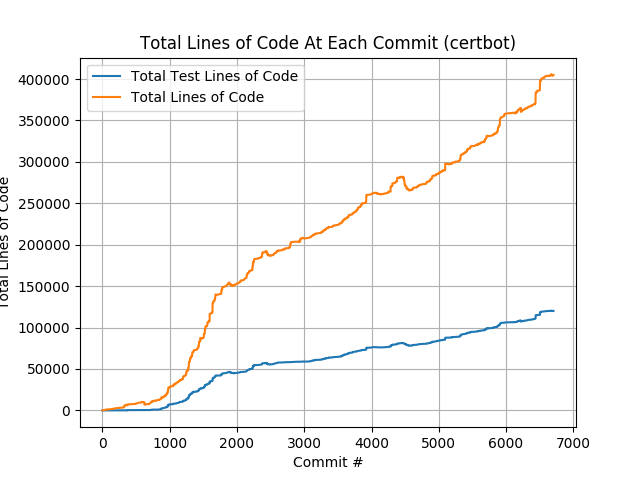 Total Lines of Code At Each Commit (certbot)
Total Test Lines of Code
Total Lines of Code
400000
350000
300000
250000
200000
150000
100000
50000
0
Total Lines of Code
0 1000 2000 3000 4000 5000 6000 7000
Commit #